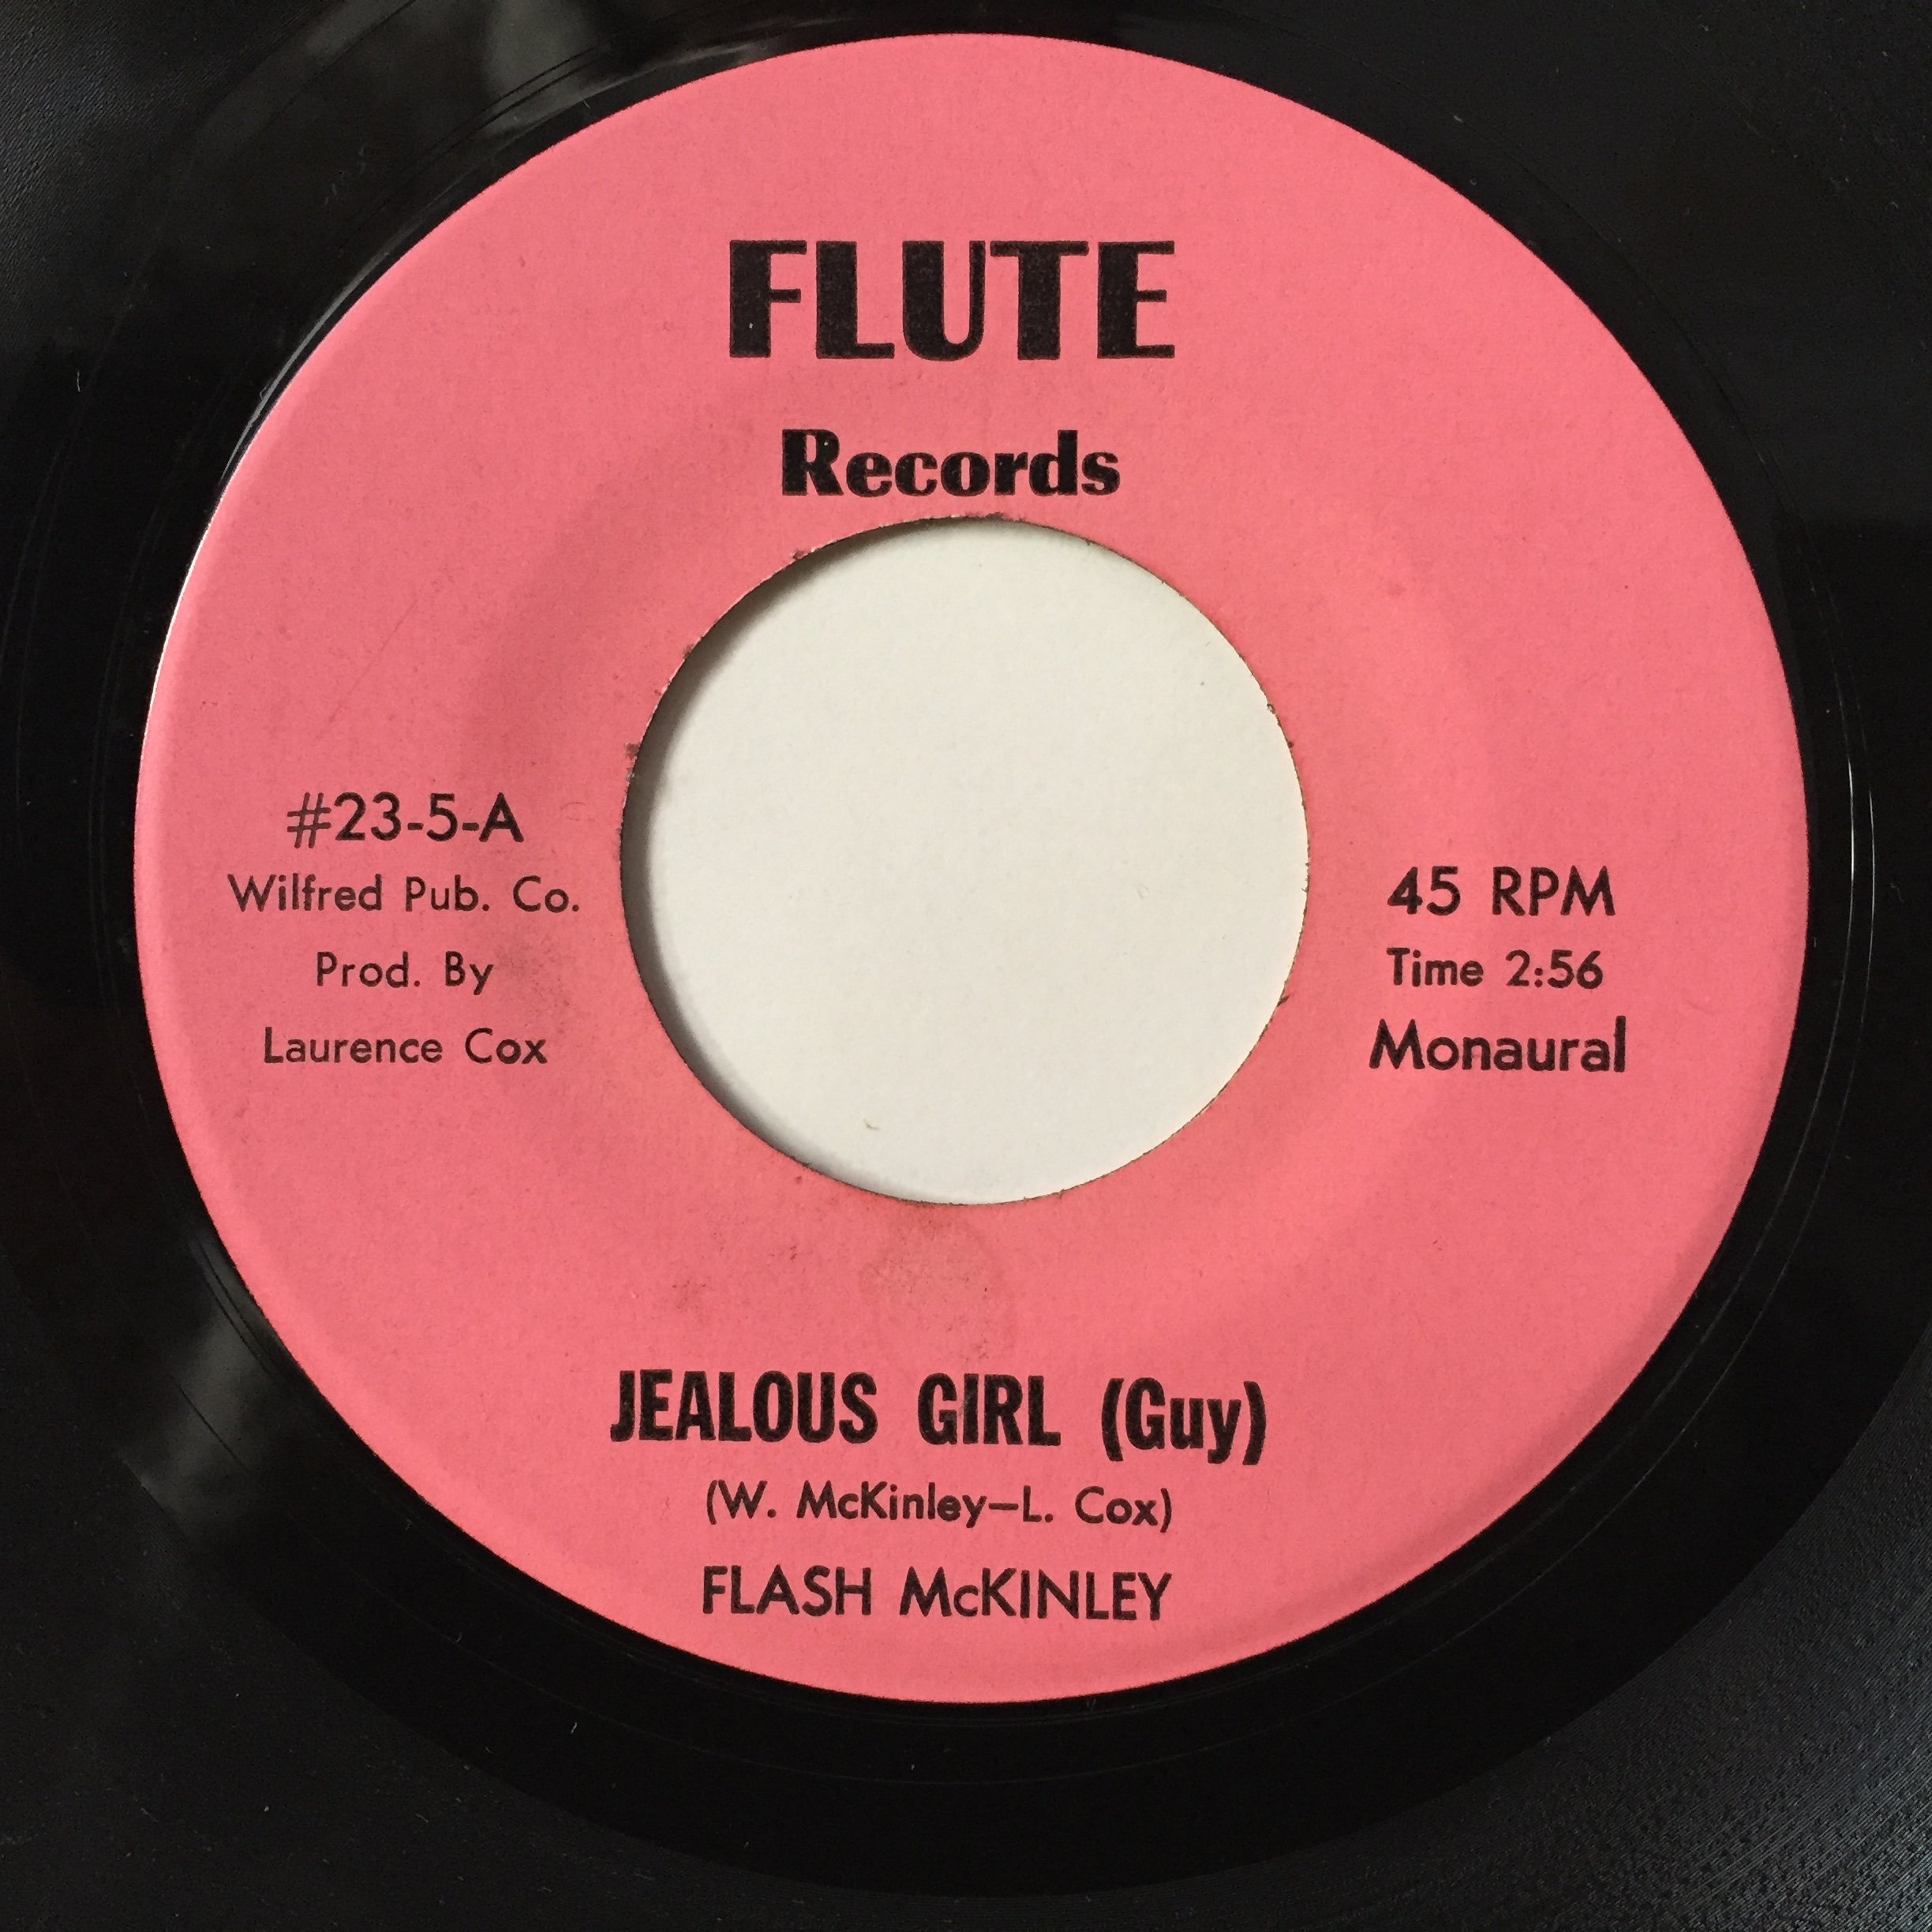 FLUTE
Records
#23-5-A
Wilfred Pub. Co.
Prod. By
Laurence Cox
45 RPM
Time 2:56
Monaural
JEALOUS GIRL (Guy)
(W. McKinley–L. Cox)
FLASH McKINLEY